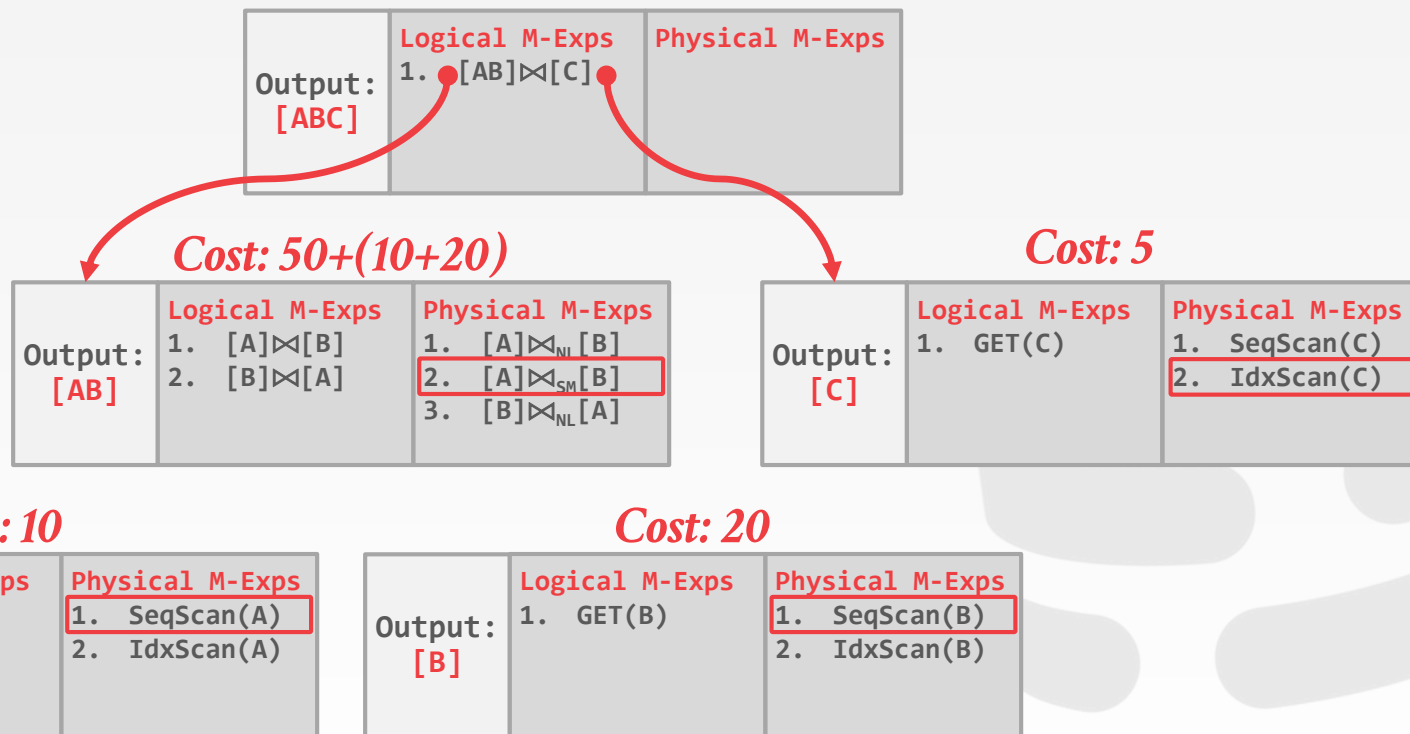 Output:
[ABC]
Logical M-Exps
1. [AB]⨝[C]
Physical M-Exps
Cost: 50+(10+20)
Output:
[AB]
Logical M-Exps
1. [A]⨝[B]
2. [B]⨝[A]
Physical M-Exps
1. [A]⨝NL[B]
2. [A]⨝SM[B]
3. [B]⨝NL[A]
Cost: 5
Output:
[C]
Logical M-Exps
1. GET(C)
Physical M-Exps
1. SeqScan(C)
2. IdxScan(C)
: 10
ps
Physical M-Exps
1. SeqScan(A)
2. IdxScan(A)
Cost: 20
Output:
[B]
Logical M-Exps
1. GET(B)
Physical M-Exps
1. SeqScan(B)
2. IdxScan(B)